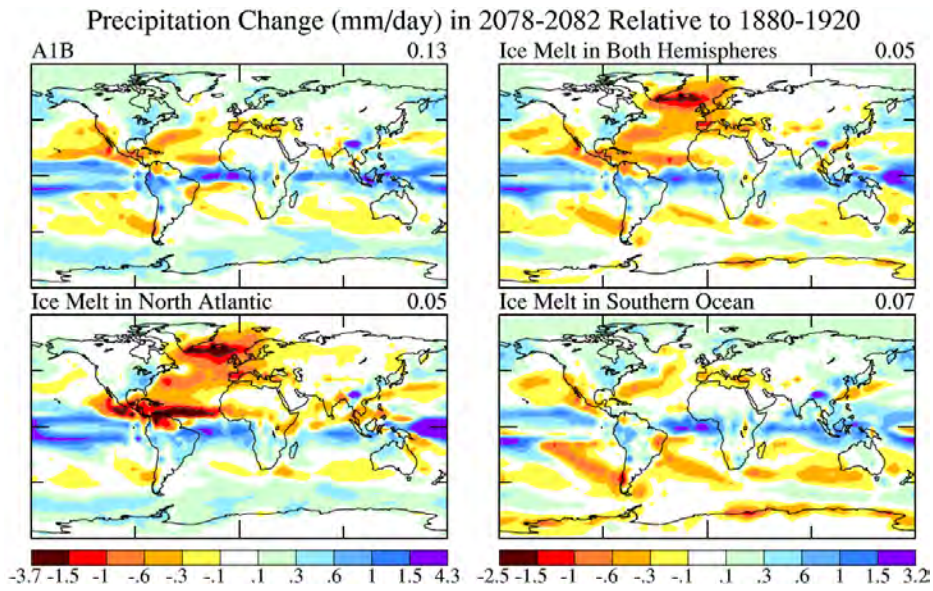 Precipitation Change (mm/day) in 2078-2082 Relative to 1880-1920
A1B 0.13
Ice Melt in Both Hemispheres 0.05
Ice Melt in North Atlantic 0.05
Ice Melt in Southern Ocean 0.07
-3.7 -1.5 -1 -.6 -.3 -.1 .1 .3 .6 1 1.5 4.3
-2.5 -1.5 -1 -.6 -.3 -.1 .1 .3 .6 1 1.5 3.2